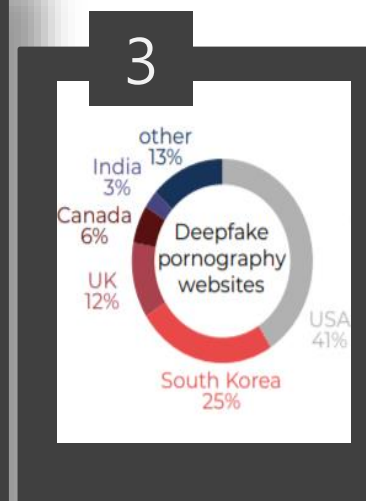 3
other
13%
India
3%
Canada
6%
Deepfake
pornography
websites
UK
12%
USA
41%
South Korea
25%